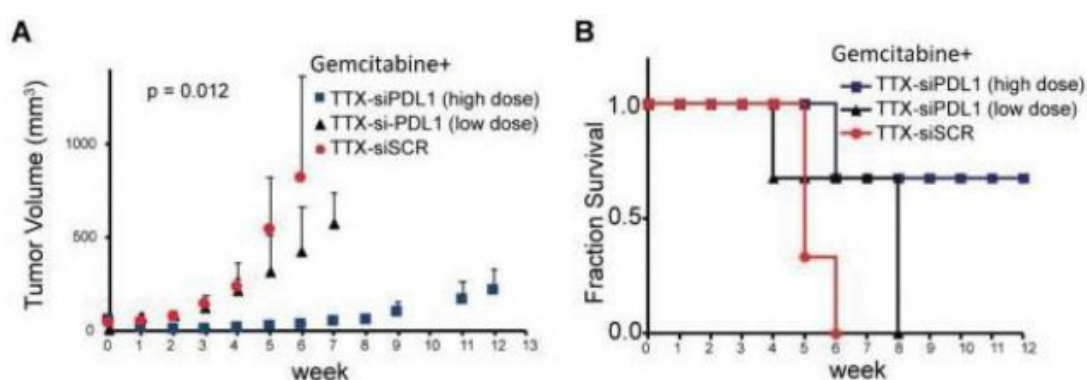 A
Gemcitabine+
p = 0.012
TTX-siPDL1 (high dose)
TTX-si-PDL1 (low dose)
TTX-siSCR
Tumor Volume (mm³)
1000
500
0
0 1 2 3 4 5 6 7 8 9 10 11 12 13
week
B
Gemcitabine+
TTX-siPDL1 (high dose)
TTX-siPDL1 (low dose)
TTX-siSCR
Fraction Survival
1.0
0.5
0.0
0 1 2 3 4 5 6 7 8 9 10 11 12
week